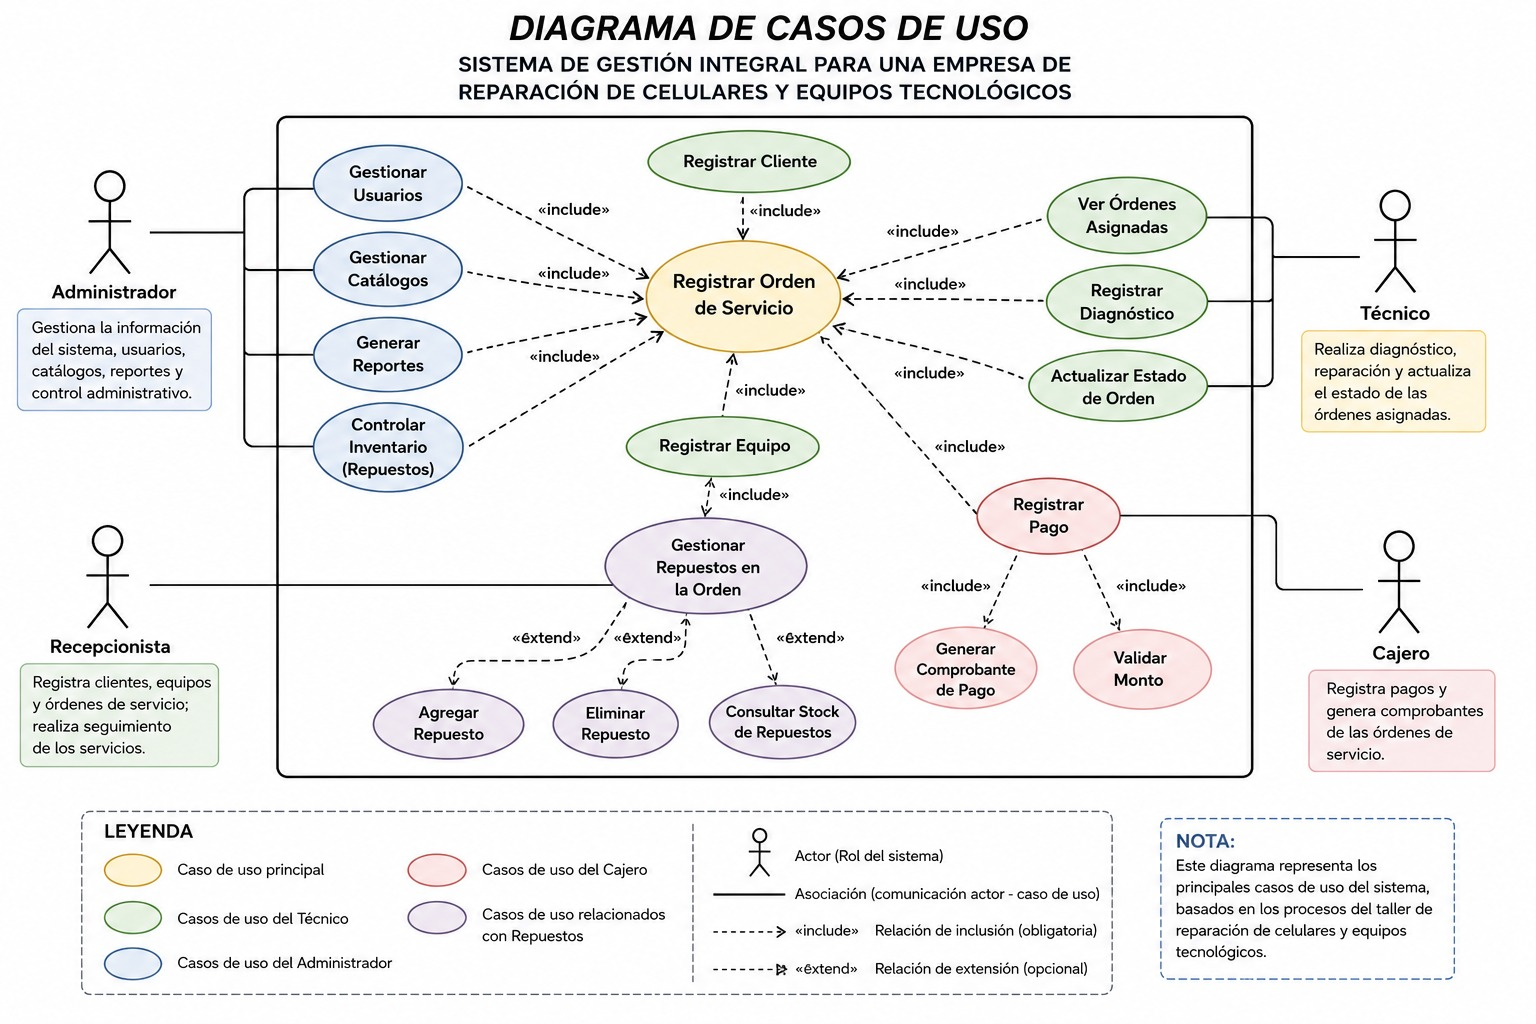 DIAGRAMA DE CASOS DE USO
SISTEMA DE GESTIÓN INTEGRAL PARA UNA EMPRESA DE
REPARACIÓN DE CELULARES Y EQUIPOS TECNOLÓGICOS
Administrador
Gestiona la información
del sistema, usuarios,
catálogos, reportes y
control administrativo.
Recepcionista
Registra clientes, equipos
y órdenes de servicio;
realiza seguimiento
de los servicios.
Gestionar
Usuarios
Gestionar
Catálogos
Generar
Reportes
Controlar
Inventario
(Repuestos)
«include»
«include»
«include»
Registrar Cliente
«include»
Registrar Orden
de Servicio
«include»
Registrar Equipo
«include»
Gestionar
Repuestos en
la Orden
«êxtend»
«êxtend»
«êxtend»
Agregar
Repuesto
Eliminar
Repuesto
Consultar Stock
de Repuestos
«include»
«include»
«include»
«include»
Ver Órdenes
Asignadas
Registrar
Diagnóstico
Actualizar Estado
de Orden
Registrar
Pago
«include»
«include»
Generar
Comprobante
de Pago
Validar
Monto
Técnico
Realiza diagnóstico,
reparación y actualiza
el estado de las
órdenes asignadas.
Cajero
Registra pagos y
genera comprobantes
de las órdenes de
servicio.
LEYENDA
Caso de uso principal
Casos de uso del Técnico
Casos de uso del Administrador
Casos de uso del Cajero
Casos de uso relacionados
con Repuestos
Actor (Rol del sistema)
Asociación (comunicación actor - caso de uso)
«include» Relación de inclusión (obligatoria)
«êxtend» Relación de extensión (opcional)
NOTA:
Este diagrama representa los
principales casos de uso del sistema,
basados en los procesos del taller de
reparación de celulares y equipos
tecnológicos.